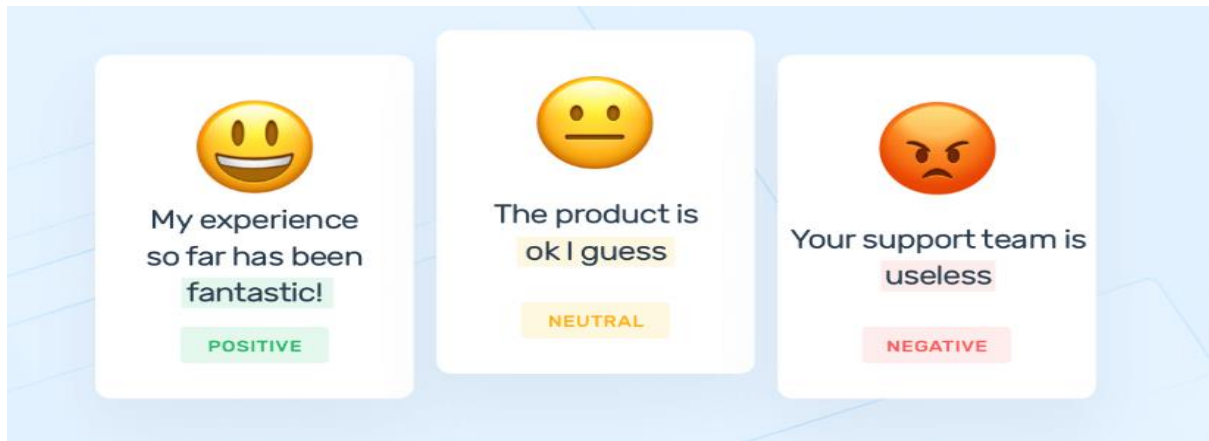 My experience
so far has been
fantastic!
POSITIVE
The product is
ok I guess
NEUTRAL
Your support team is
useless
NEGATIVE